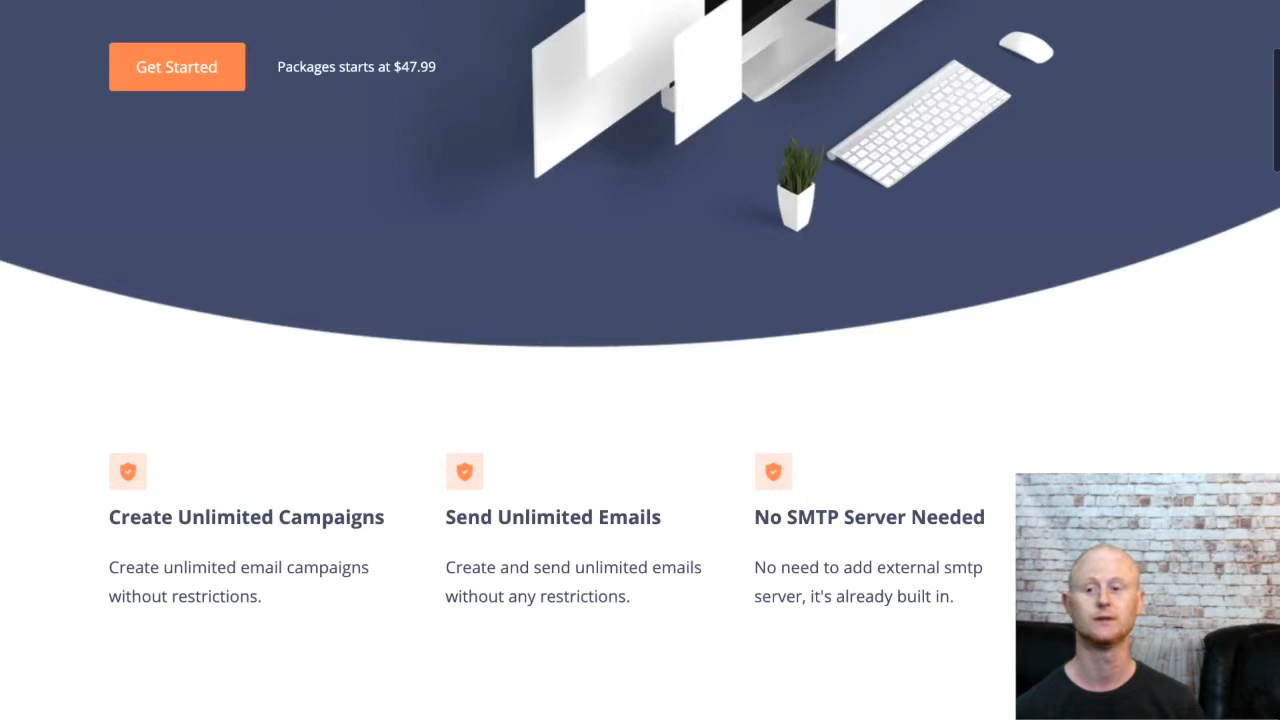 Get Started
Packages starts at $47.99
Create Unlimited Campaigns
Create unlimited email campaigns
without restrictions.
Send Unlimited Emails
Create and send unlimited emails
without any restrictions.
No SMTP Server Needed
No need to add external smtp
server, it's already built in.